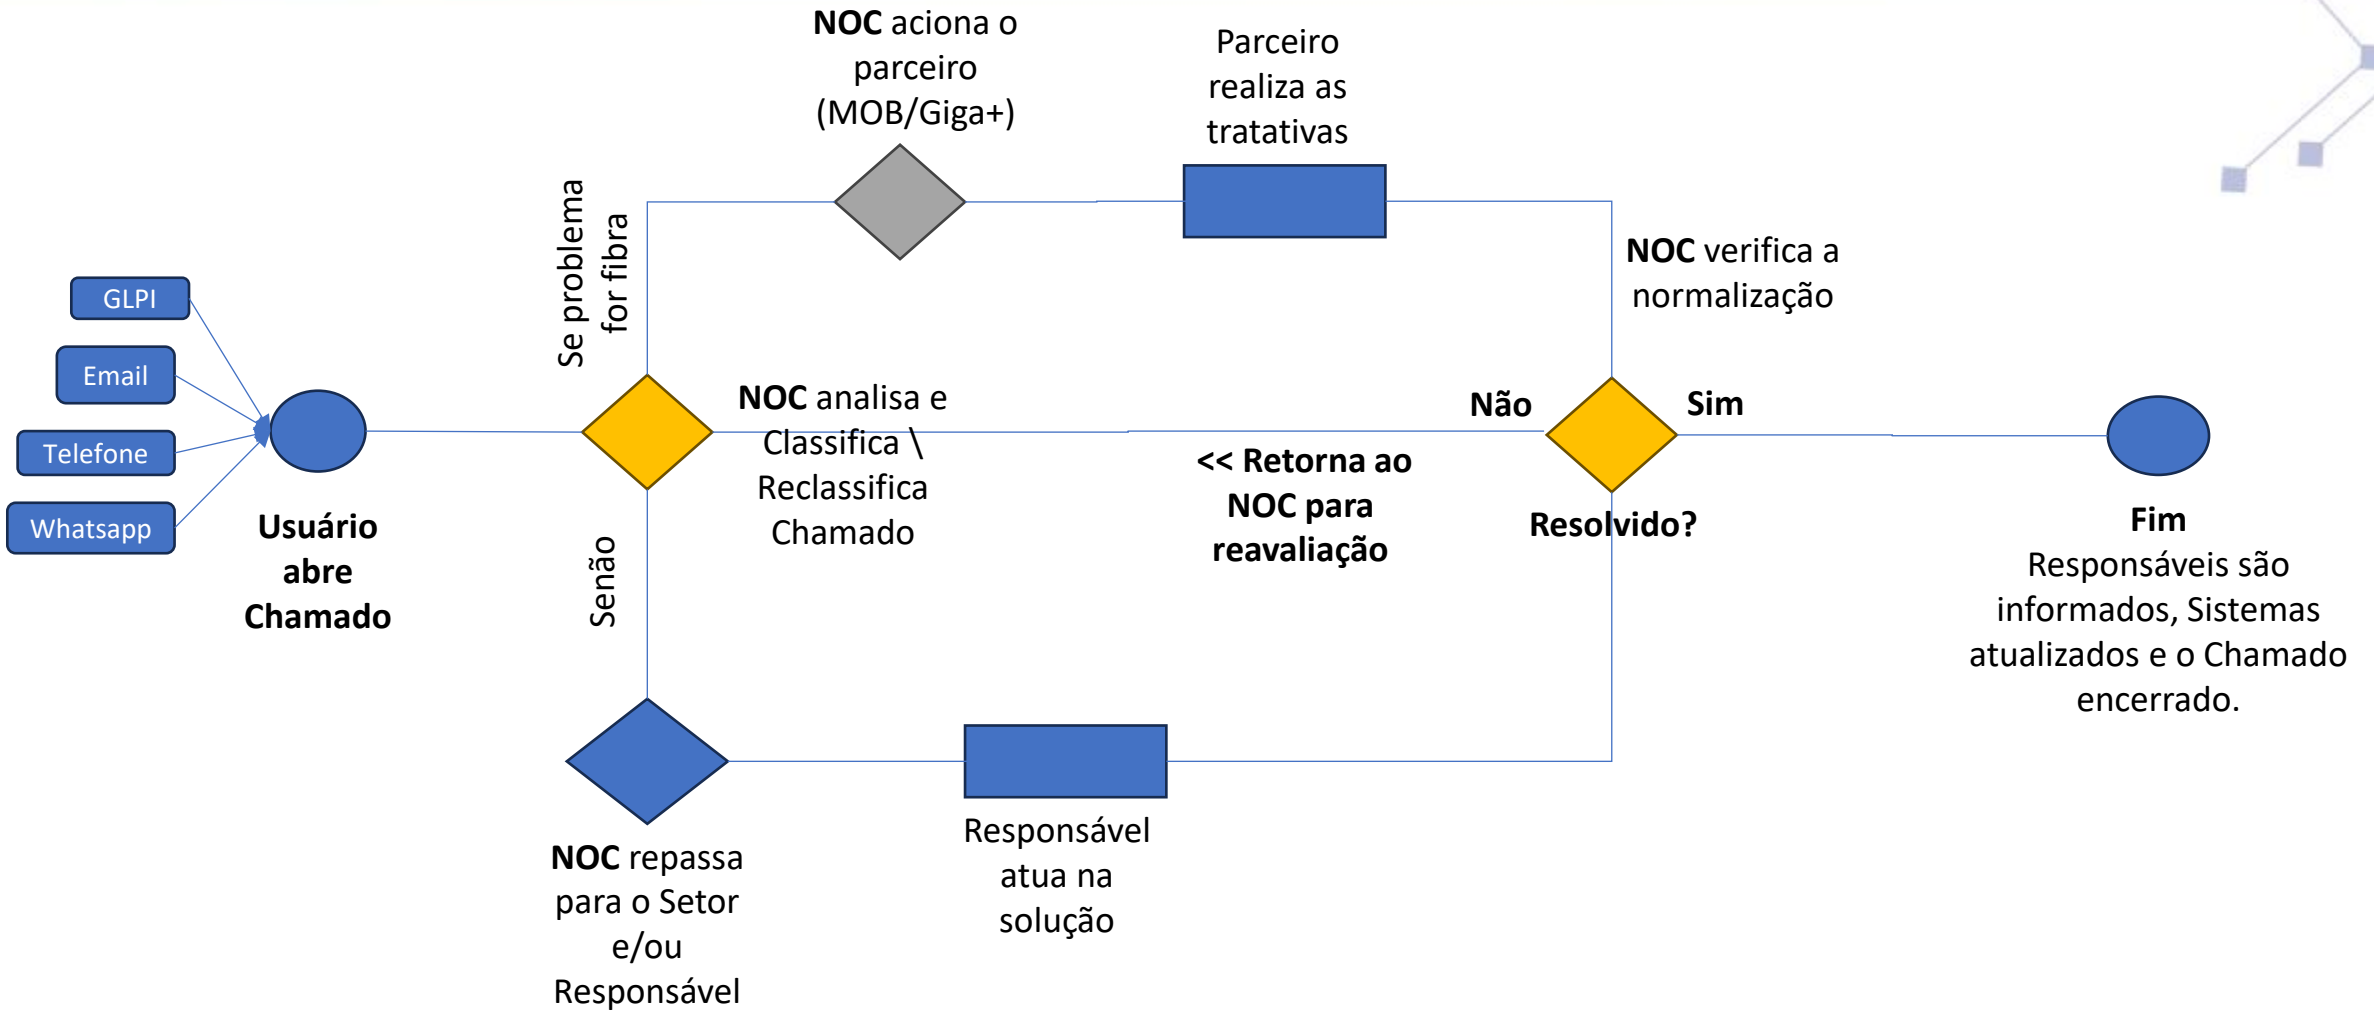 NOC aciona o
parceiro
(MOB/Giga+)
Parceiro
realiza as
tratativas
Se problema
for fibra
NOC verifica a
normalização
GLPI
Email
Telefone
Whatsapp
Usuário
abre
Chamado
NOC analisa e
Classifica \
Reclassifica
Chamado
Não
Sim
<< Retorna ao
NOC para
reavaliação
Resolvido?
Fim
Responsáveis são
informados, Sistemas
atualizados e o Chamado
encerrado.
Senão
NOC repassa
para o Setor
e/ou
Responsável
Responsável
atua na
solução